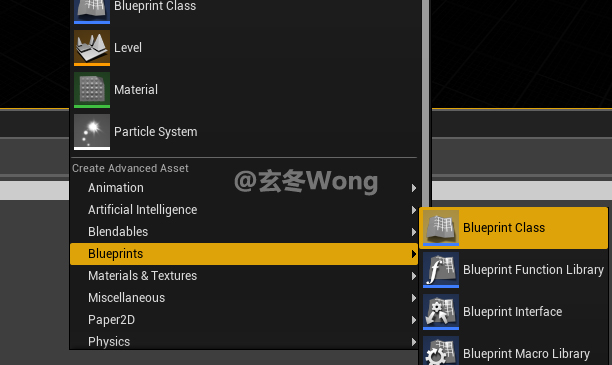 Blueprint Class
Level
Material
Particle System
Create Advanced Asset
@玄冬Wong
Animation
Artificial Intelligence
Blendables
Blueprints
Materials & Textures
Miscellaneous
Paper2D
Physics
Blueprint Class
Blueprint Function Library
Blueprint Interface
Blueprint Macro Library